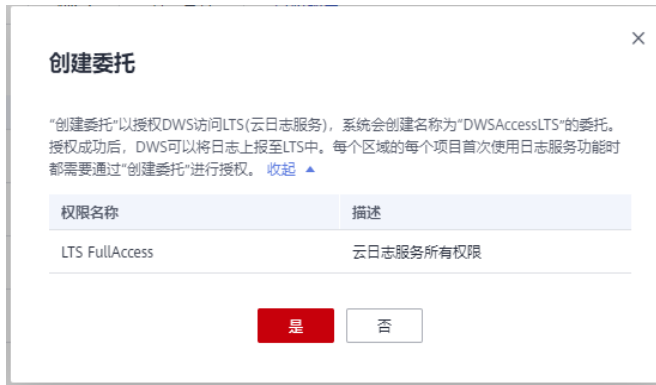 创建委托
“创建委托”以授权DWS访问LTS(云日志服务)，系统会创建名称为“DWSAccessLTS”的委托。
授权成功后，DWS可以将日志上报至LTS中。每个区域的每个项目首次使用日志服务功能时
都需要通过“创建委托”进行授权。 收起
权限名称 描述
LTS FullAccess 云日志服务所有权限
是 否